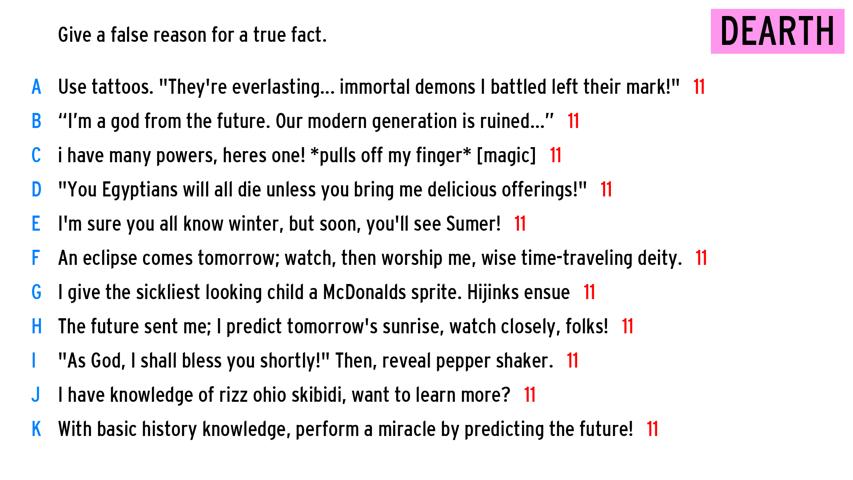 Give a false reason for a true fact.
DEARTH
A Use tattoos. "They're everlasting... immortal demons I battled left their mark!" 11
B “I’m a god from the future. Our modern generation is ruined...” 11
C i have many powers, heres one! *pulls off my finger* [magic] 11
D "You Egyptians will all die unless you bring me delicious offerings!" 11
E I'm sure you all know winter, but soon, you'll see Sumer! 11
F An eclipse comes tomorrow; watch, then worship me, wise time-traveling deity. 11
G I give the sickliest looking child a McDonalds sprite. Hijinks ensue 11
H The future sent me; I predict tomorrow's sunrise, watch closely, folks! 11
I "As God, I shall bless you shortly!" Then, reveal pepper shaker. 11
J I have knowledge of rizz ohio skibidi, want to learn more? 11
K With basic history knowledge, perform a miracle by predicting the future! 11